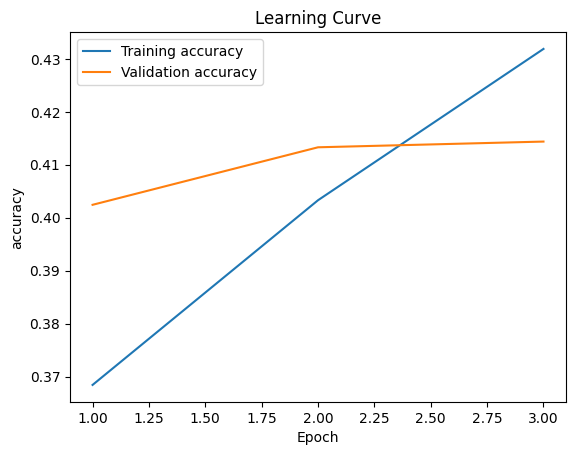 Learning Curve
Training accuracy
Validation accuracy
0.43
0.42
0.41
0.40
0.39
0.38
0.37
accuracy
1.00 1.25 1.50 1.75 2.00 2.25 2.50 2.75 3.00
Epoch